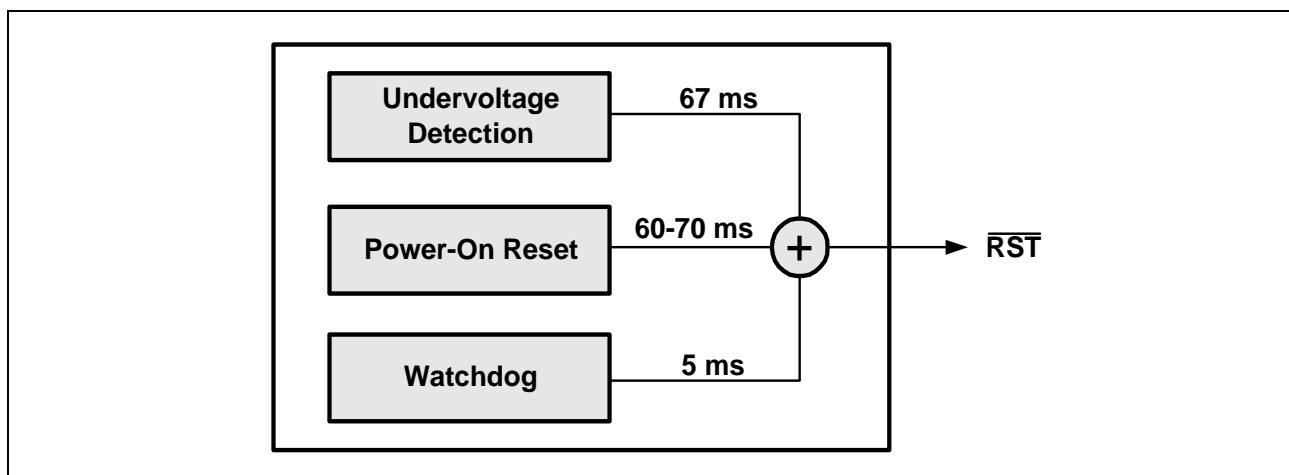 Undervoltage
Detection
67 ms
Power-On Reset
60-70 ms
+
RST
Watchdog
5 ms